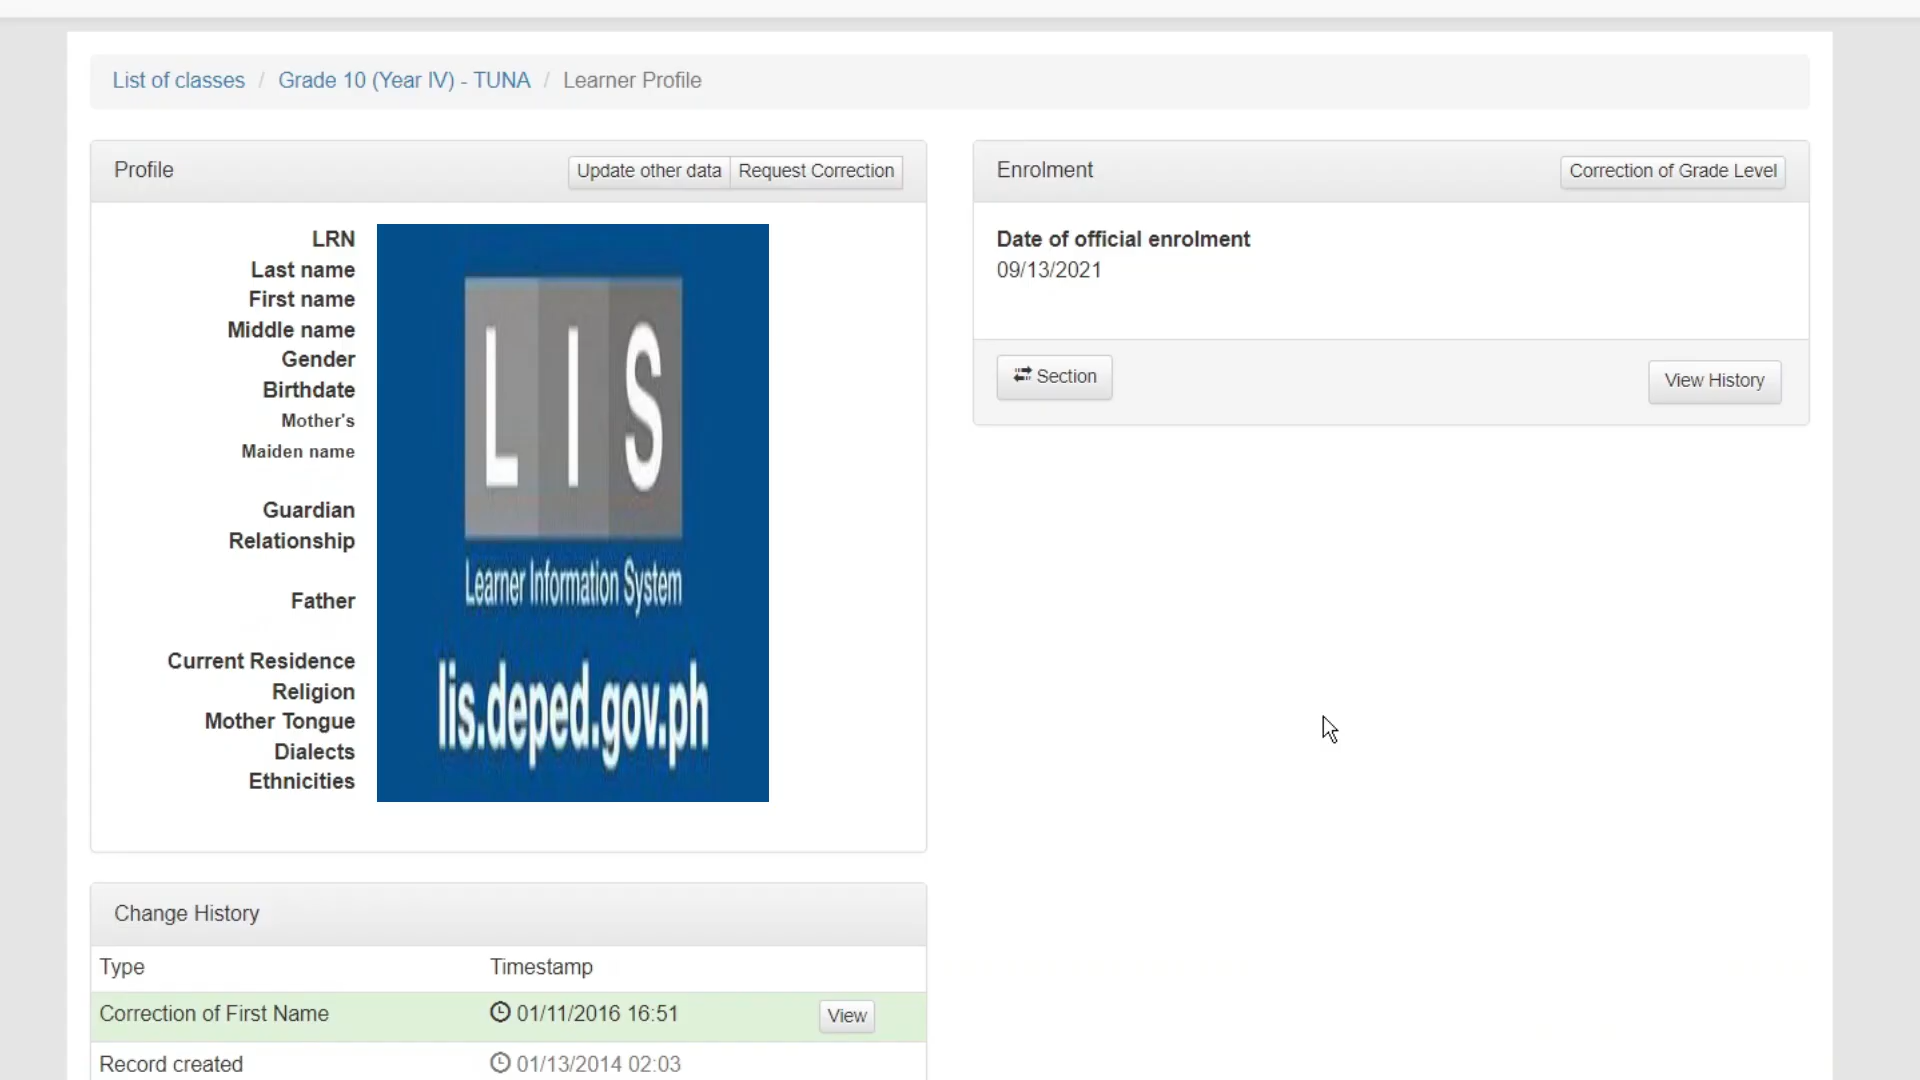 List of classes / Grade 10 (Year IV) - TUNA / Learner Profile
Profile
Update other data
Request Correction
LRN
Last name
First name
Middle name
Gender
Birthdate
Mother's
Maiden name
Guardian
Relationship
Father
Current Residence
Religion
Mother Tongue
Dialects
Ethnicities
L I S
Learner Information System
lis.deped.gov.ph
Enrolment
Correction of Grade Level
Date of official enrolment
09/13/2021
Section
View History
Change History
Type Timestamp
Correction of First Name 01/11/2016 16:51 View
Record created 01/13/2014 02:03